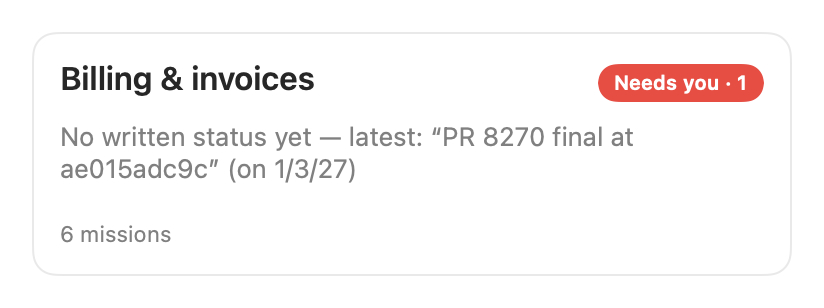 Billing & invoices
Needs you · 1
No written status yet — latest: “PR 8270 final at
ae015adc9c” (on 1/3/27)
6 missions